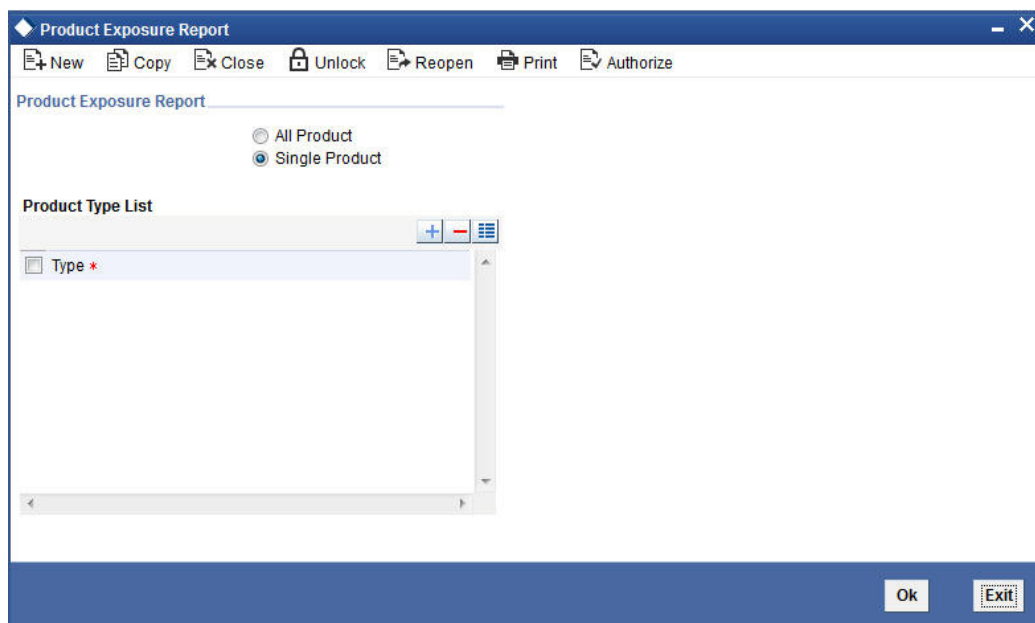 Product Exposure Report
New Copy Close Unlock Reopen Print Authorize
Product Exposure Report
All Product
Single Product
Product Type List
Type *
Ok Exit